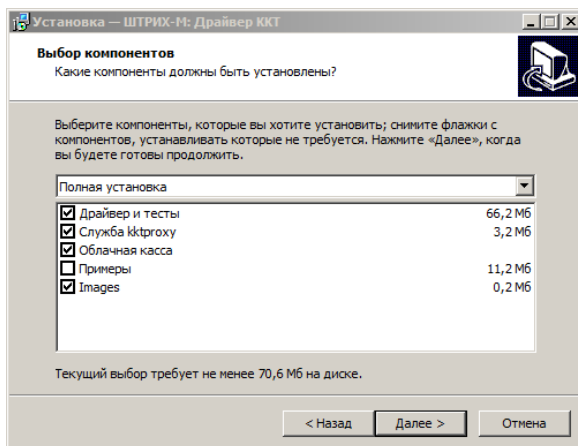 Установка — ШТРИХ-М: Драйвер ККТ
Выбор компонентов
Какие компоненты должны быть установлены?
Выберите компоненты, которые вы хотите установить; снимите флажки с
компонентов, устанавливать которые не требуется. Нажмите «Далее», когда
вы будете готовы продолжить.
Полная установка
Драйвер и тесты 66,2 Мб
Служба kktproxy 3,2 Мб
Облачная касса
Примеры 11,2 Мб
Images 0,2 Мб
Текущий выбор требует не менее 70,6 Мб на диске.
< Назад Далее > Отмена